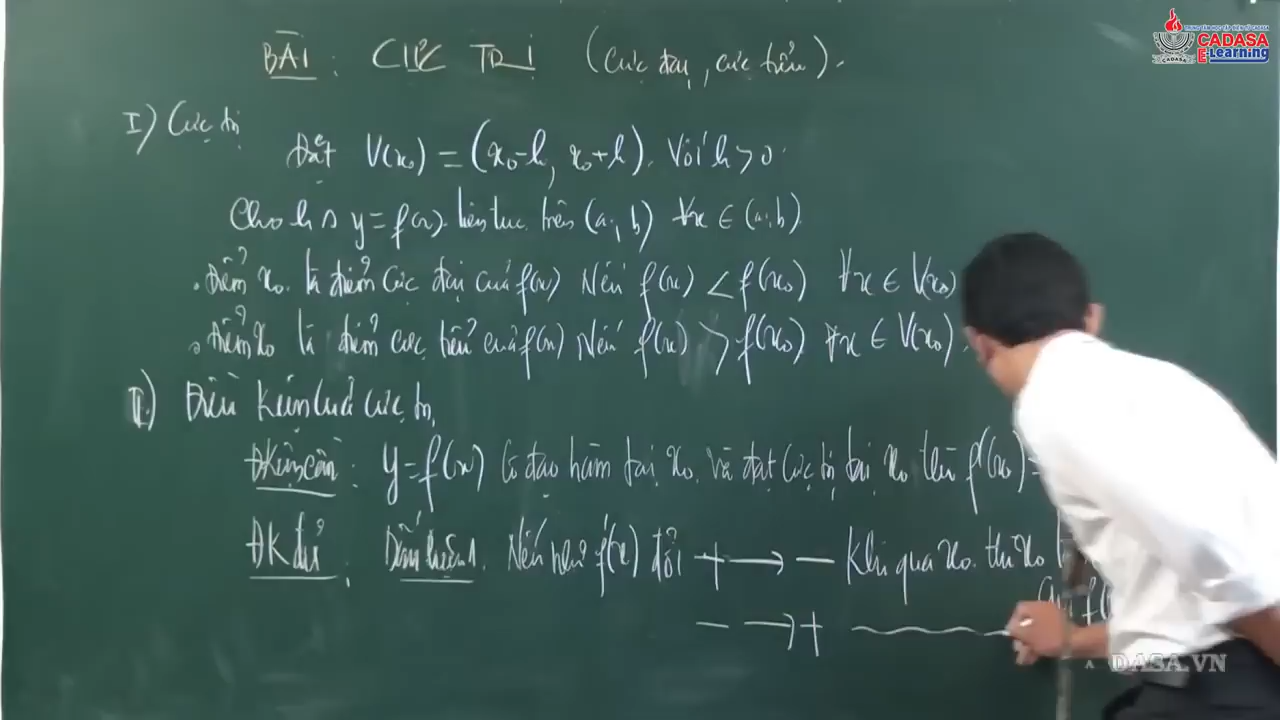 BÀI: CỰC TRỊ (cực đại, cực tiểu).
I) Cực trị
Đặt V(x₀) = (x₀-h, x₀+h). Với h > 0.
Cho h/s y = f(x) liên tục trên (a; b) ∀x ∈ (a; b).
. Điểm x₀ là điểm cực đại của f(x) Nếu f(x) < f(x₀) ∀x ∈ V(x₀)
. Điểm x₀ là điểm cực tiểu của f(x) Nếu f(x) > f(x₀) ∀x ∈ V(x₀).
II.) Điều kiện của cực trị
ĐKiện cần: y = f(x) có đạo hàm tại x₀ và đạt cực trị tại x₀ thì f'(x₀) =
ĐK đủ: Dấu hiệu 1. Nếu như f'(x) đổi + → − Khi qua x₀ thì x₀
− → +
CADASA
E-Learning
CADASA
DASA.VN